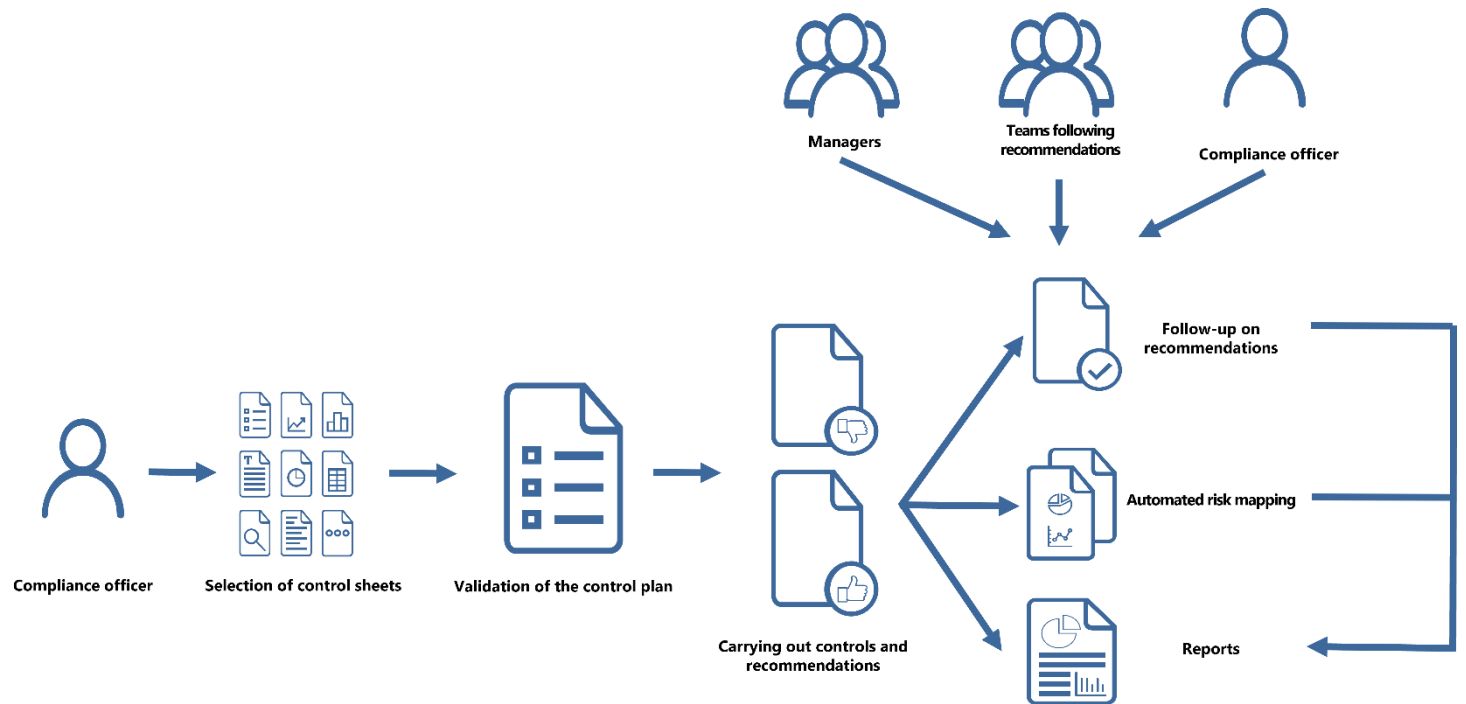 Managers
Teams following
recommendations
Compliance officer
Follow-up on
recommendations
T
Automated risk mapping
Compliance officer
Selection of control sheets
Validation of the control plan
Carrying out controls and
recommendations
Reports